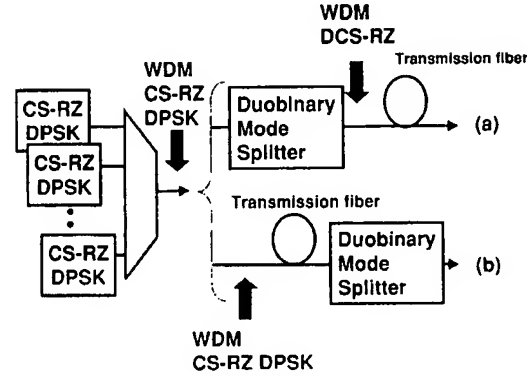 WDM
DCS-RZ
Transmission fiber
WDM
CS-RZ
DPSK
CS-RZ
DPSK
CS-RZ
DPSK
CS-RZ
DPSK
Duobinary
Mode
Splitter
(a)
Transmission fiber
Duobinary
Mode
Splitter
(b)
WDM
CS-RZ DPSK